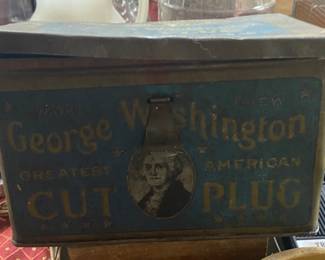 George Washington
GREATEST AMERICAN
CUT PLUG